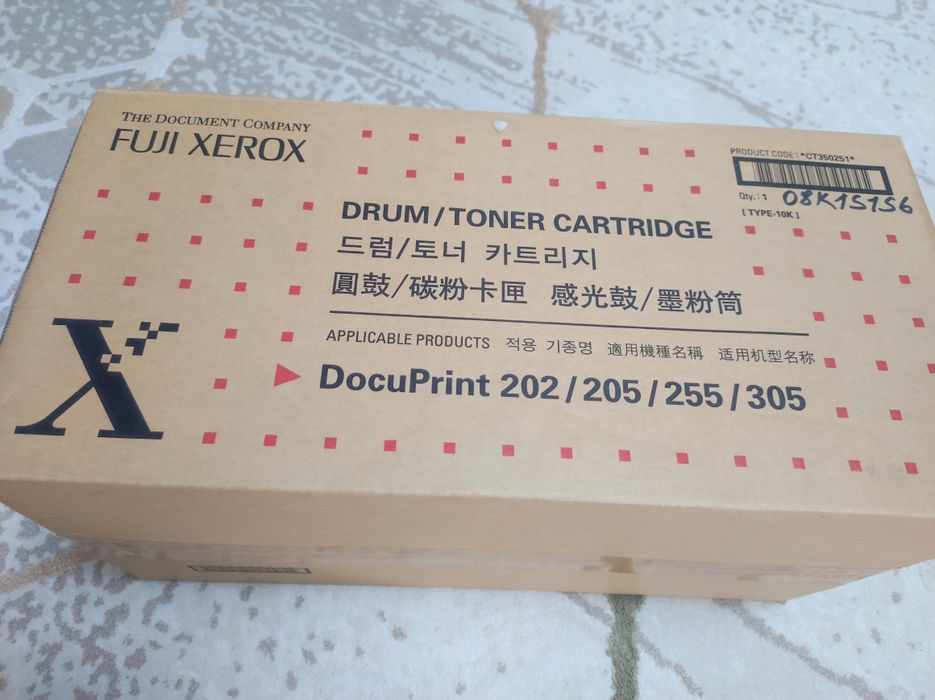 THE DOCUMENT COMPANY
FUJI XEROX
PRODUCT CODE : *CT350251*
Qty. : 1 08K1S1S6
[ TYPE-10K ]
DRUM/TONER CARTRIDGE
드럼/토너 카트리지
圓鼓/碳粉卡匣 感光鼓/墨粉筒
APPLICABLE PRODUCTS 적용 기종명 適用機種名稱 适用机型名称
DocuPrint 202 / 205 / 255 / 305
X